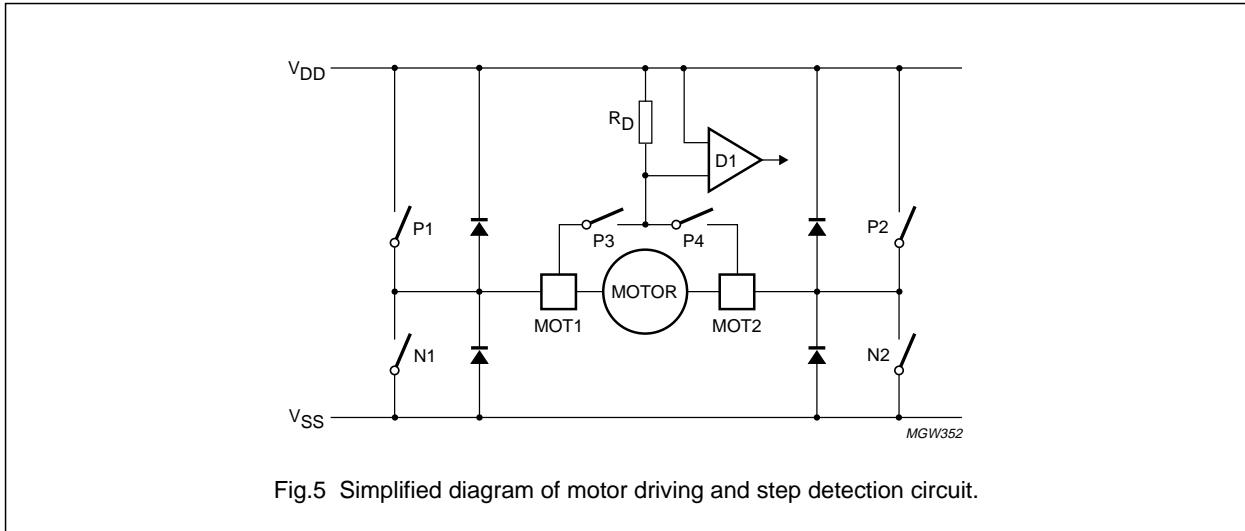 VDD
RD
D1
P1
P3
P4
P2
MOTOR
MOT1
MOT2
N1
N2
VSS
MGW352
Fig.5 Simplified diagram of motor driving and step detection circuit.